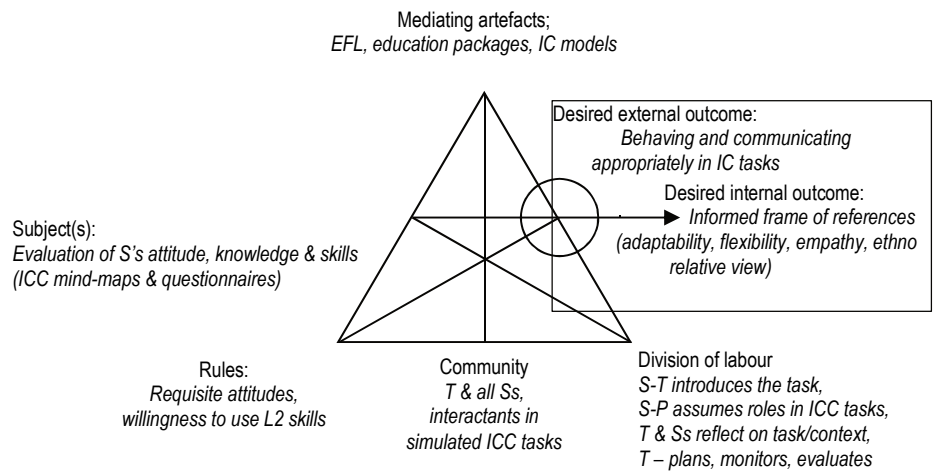 Mediating artefacts;
EFL, education packages, IC models
Desired external outcome:
Behaving and communicating
appropriately in IC tasks
Desired internal outcome:
Informed frame of references
(adaptability, flexibility, empathy, ethno
relative view)
Subject(s):
Evaluation of S's attitude, knowledge & skills
(ICC mind-maps & questionnaires)
Rules:
Requisite attitudes,
willingness to use L2 skills
Community
T & all Ss,
interactants in
simulated ICC tasks
Division of labour
S-T introduces the task,
S-P assumes roles in ICC tasks,
T & Ss reflect on task/context,
T – plans, monitors, evaluates